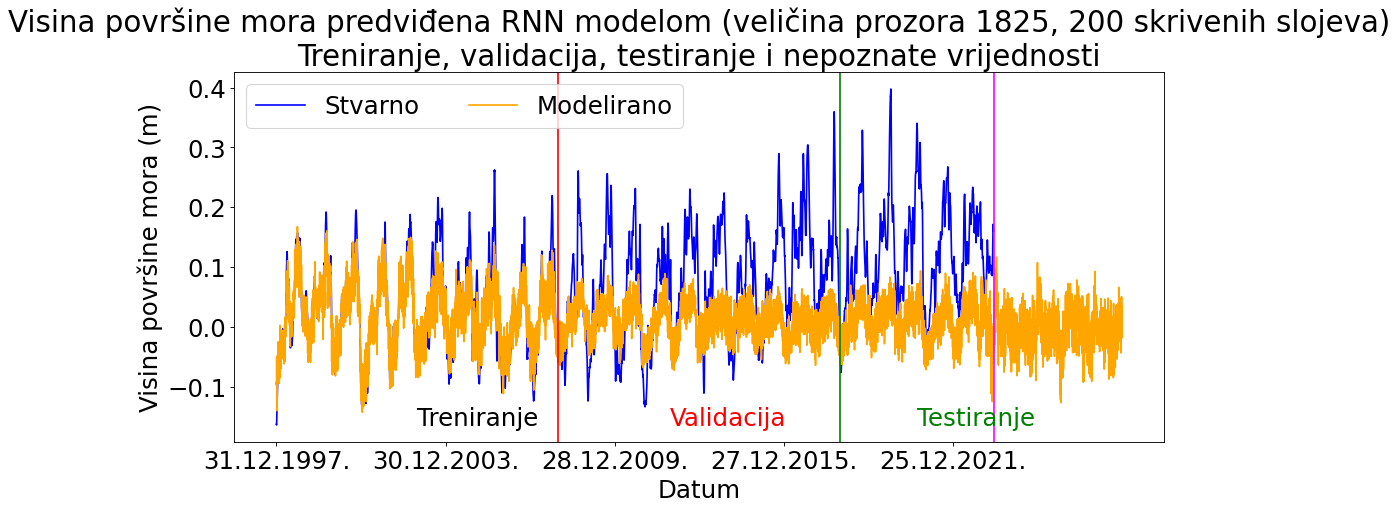 Visina površine mora predviđena RNN modelom (veličina prozora 1825, 200 skrivenih slojeva)
Treniranje, validacija, testiranje i nepoznate vrijednosti
Stvarno Modelirano
Visina površine mora (m)
0.4
0.3
0.2
0.1
0.0
−0.1
Treniranje Validacija Testiranje
31.12.1997. 30.12.2003. 28.12.2009. 27.12.2015. 25.12.2021.
Datum